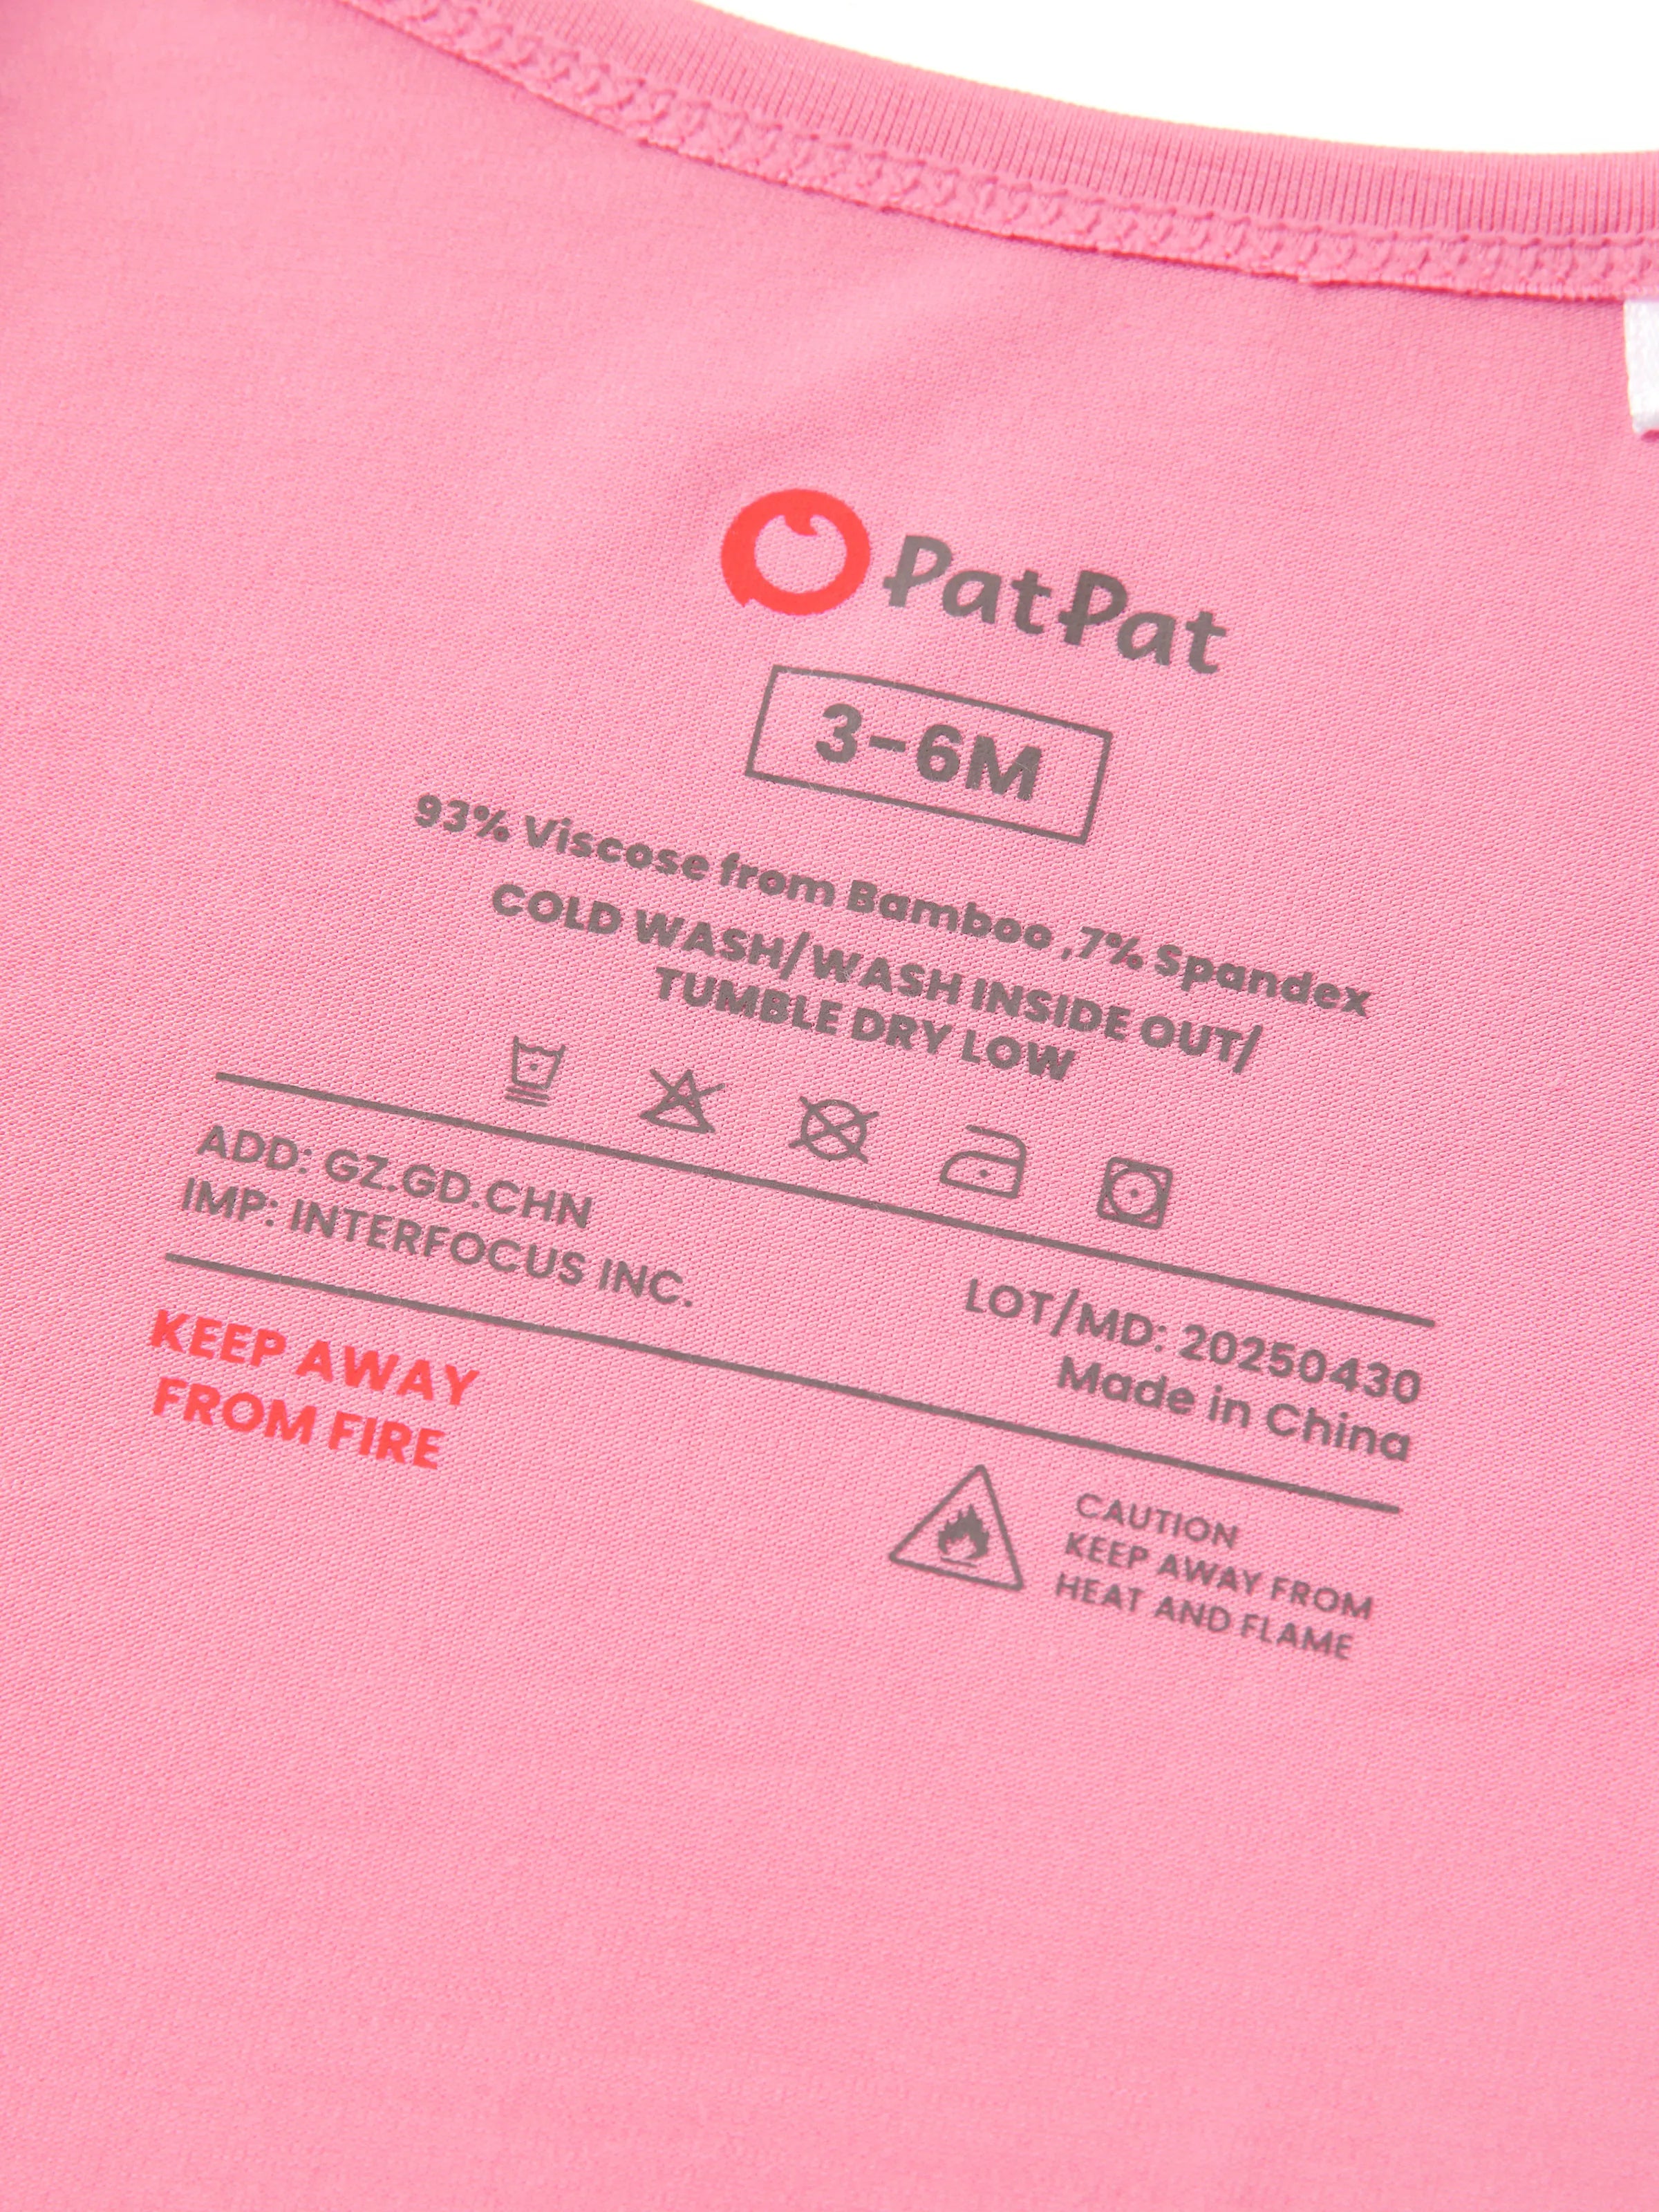 PatPat
3-6M
93% Viscose from Bamboo ,7% Spandex
COLD WASH/WASH INSIDE OUT/
TUMBLE DRY LOW
ADD: GZ.GD.CHN
IMP: INTERFOCUS INC.
LOT/MD: 20250430
Made in China
KEEP AWAY
FROM FIRE
CAUTION
KEEP AWAY FROM
HEAT AND FLAME